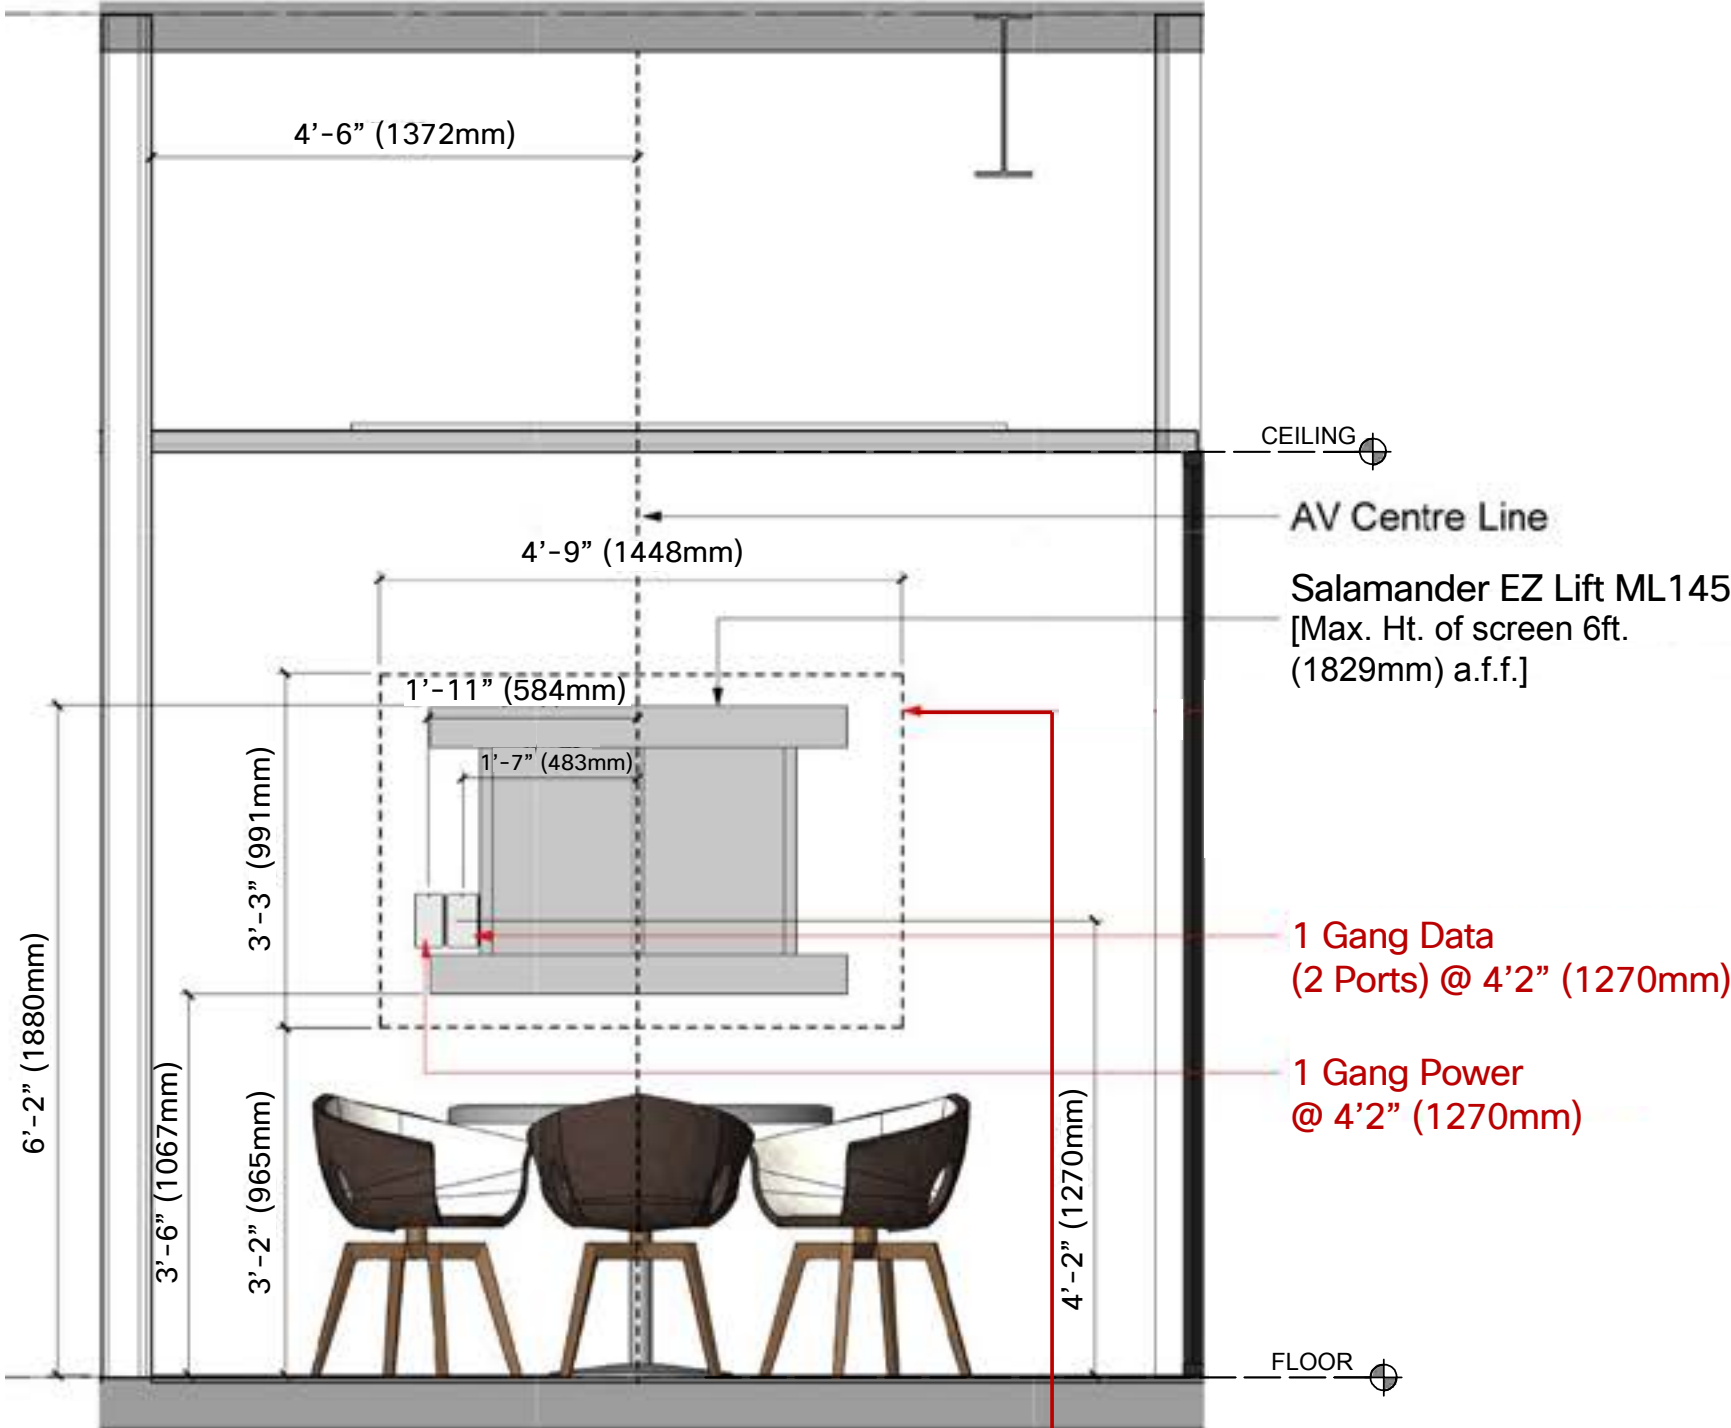 4’-6” (1372mm)
CEILING
AV Centre Line
4’-9” (1448mm)
Salamander EZ Lift ML145
[Max. Ht. of screen 6ft.
(1829mm) a.f.f.]
1’-11” (584mm)
1’-7” (483mm)
3’-3” (991mm)
1 Gang Data
(2 Ports) @ 4’2” (1270mm)
6’-2” (1880mm)
1 Gang Power
@ 4’2” (1270mm)
3’-6” (1067mm)
3’-2” (965mm)
4’-2” (1270mm)
FLOOR